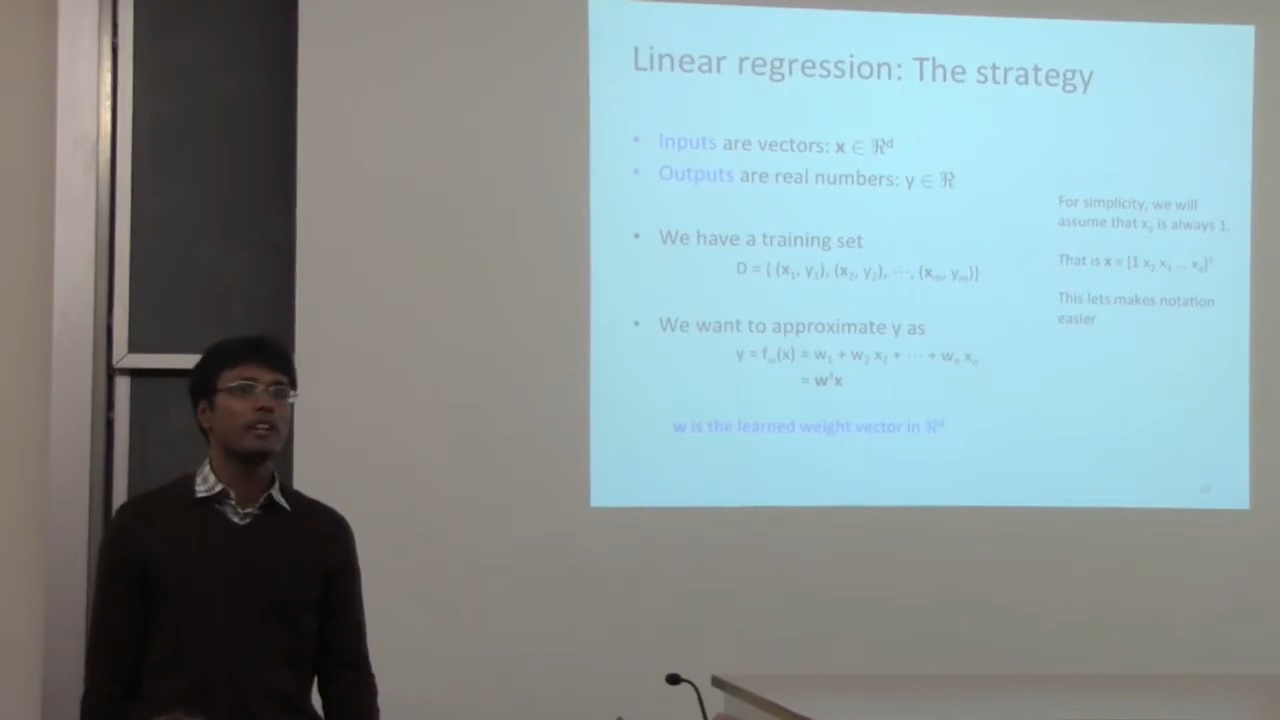 Linear regression: The strategy
• Inputs are vectors: x ∈ ℜᵈ
• Outputs are real numbers: y ∈ ℜ
• We have a training set
D = { (x₁, y₁), (x₂, y₂), ⋯, (xₘ, yₘ)}
• We want to approximate y as
y = f_w(x) = w₁ + w₂ x₂ + ⋯ + wₙ xₙ
= wᵀx
w is the learned weight vector in ℜᵈ
For simplicity, we will
assume that x₁ is always 1.
That is x = [1 x₂ x₃ ... x_d]ᵀ
This lets makes notation
easier